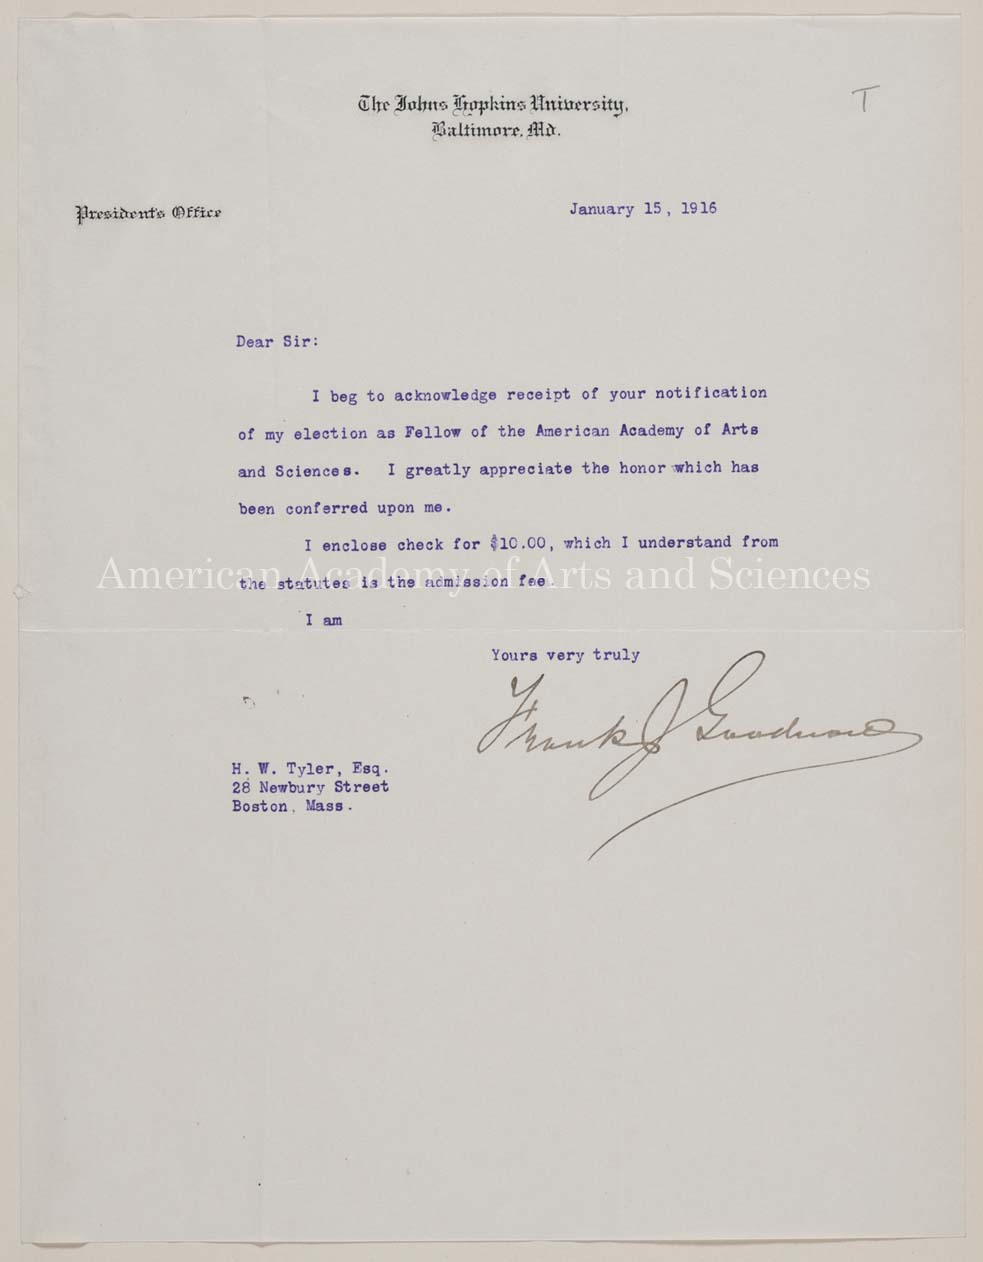 The Johns Hopkins University,
Baltimore, Md.
T
President's Office
January 15, 1916
Dear Sir:
I beg to acknowledge receipt of your notification
of my election as Fellow of the American Academy of Arts
and Sciences. I greatly appreciate the honor which has
been conferred upon me.
I enclose check for $10.00, which I understand from
the statutes is the admission fee.
American Academy of Arts and Sciences
I am
Yours very truly
Frank J Goodnow
H. W. Tyler, Esq.
28 Newbury Street
Boston, Mass.